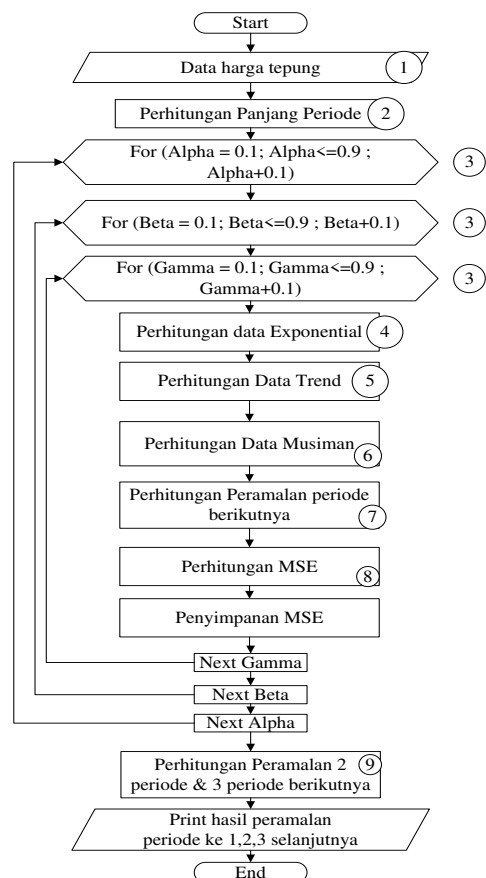 Start
Data harga tepung
1
Perhitungan Panjang Periode
2
For (Alpha = 0.1; Alpha<=0.9 ;
Alpha+0.1)
3
For (Beta = 0.1; Beta<=0.9 ; Beta+0.1)
3
For (Gamma = 0.1; Gamma<=0.9 ;
Gamma+0.1)
3
Perhitungan data Exponential
4
Perhitungan Data Trend
5
Perhitungan Data Musiman
6
Perhitungan Peramalan periode
berikutnya
7
Perhitungan MSE
8
Penyimpanan MSE
Next Gamma
Next Beta
Next Alpha
Perhitungan Peramalan 2
periode & 3 periode berikutnya
9
Print hasil peramalan
periode ke 1,2,3 selanjutnya
End